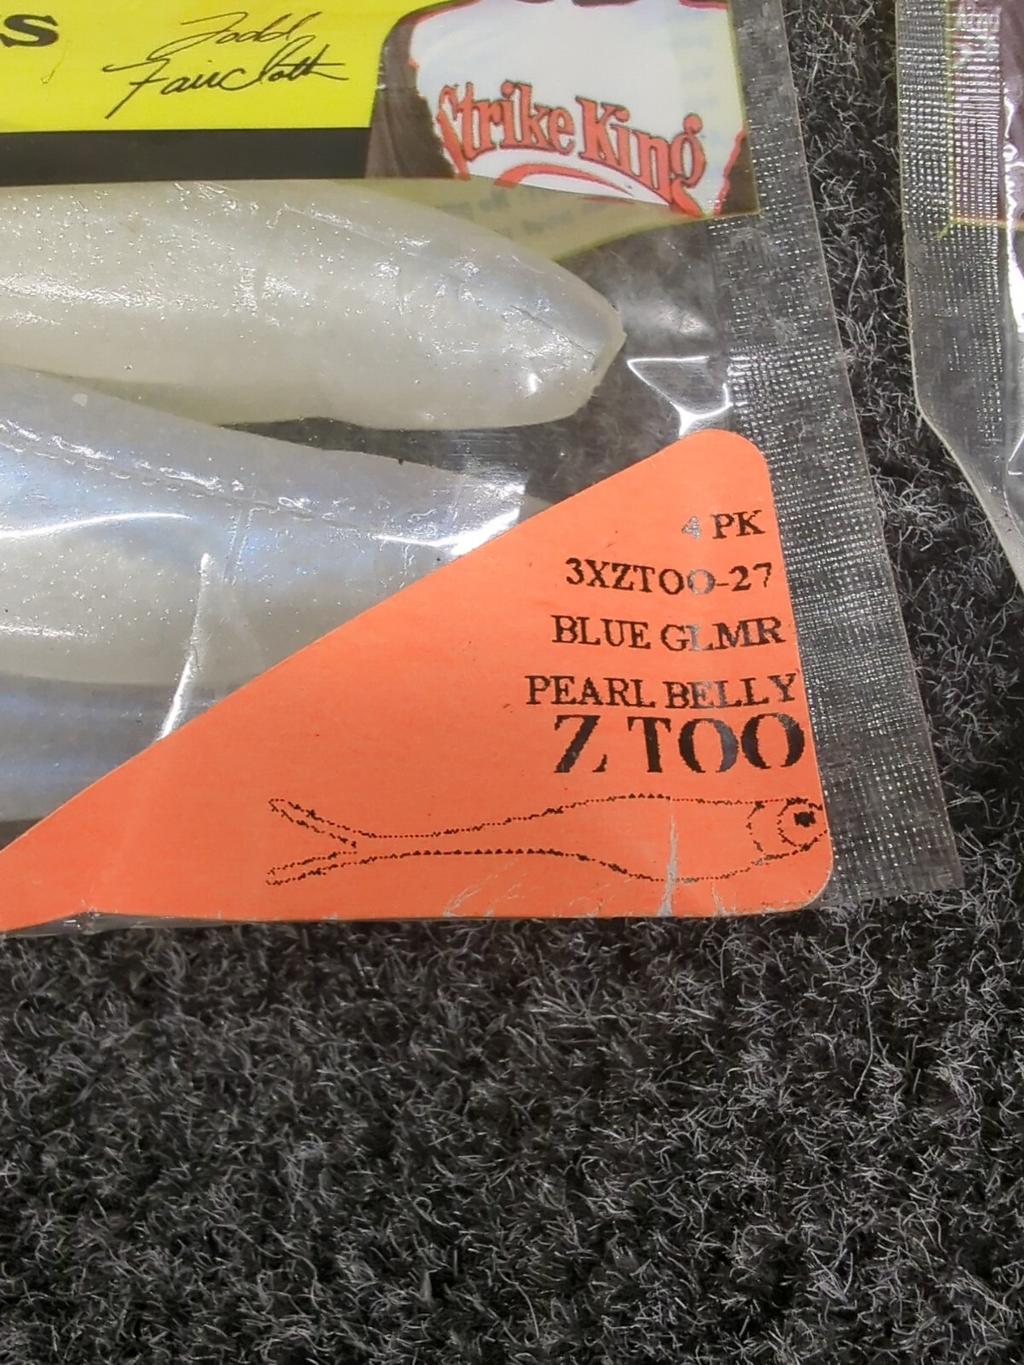 s
Todd
Faircloth
Strike King
4 PK
3XZTOO-27
BLUE GLMR
PEARL BELLY
Z TOO